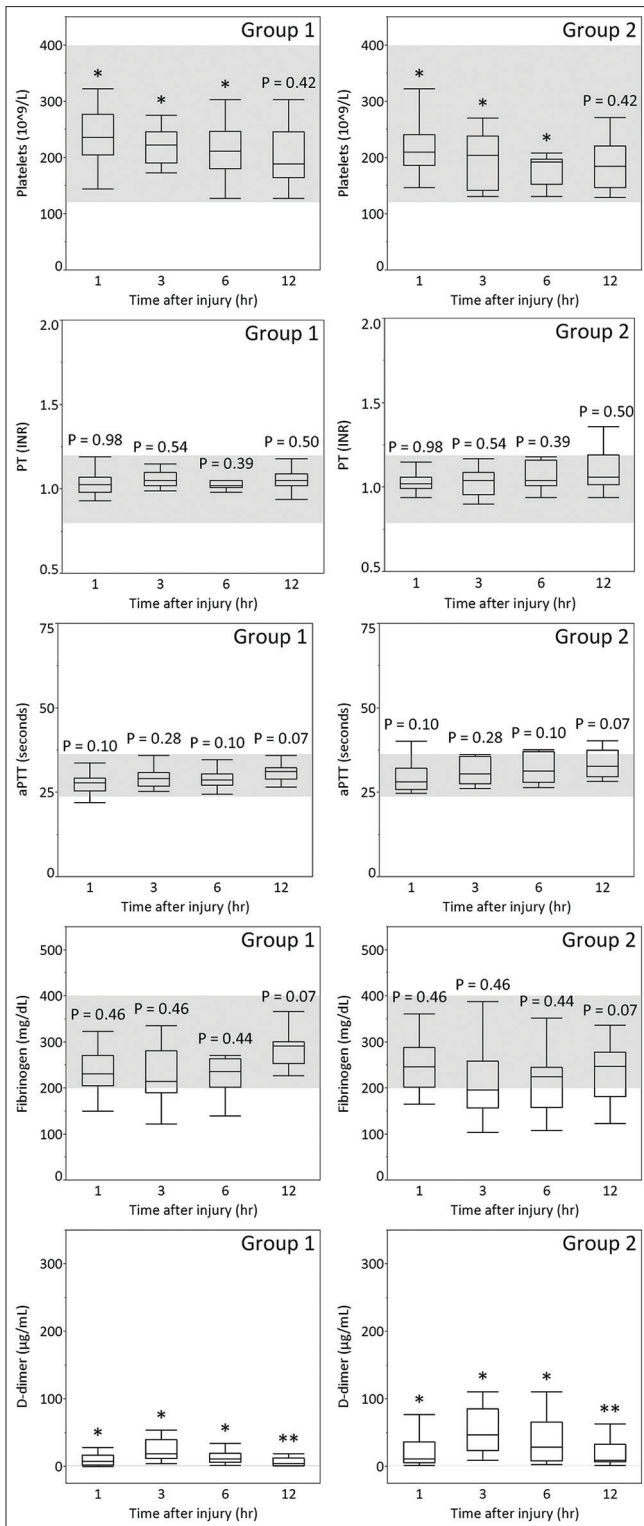 Group 1
Platelets (10^9/L)
400
300
200
100
0
*
*
*
P = 0.42
1 3 6 12
Time after injury (hr)
Group 2
Platelets (10^9/L)
400
300
200
100
0
*
*
*
P = 0.42
1 3 6 12
Time after injury (hr)
Group 1
PT (INR)
2.0
1.5
1.0
0.5
P = 0.98
P = 0.54
P = 0.39
P = 0.50
1 3 6 12
Time after injury (hr)
Group 2
PT (INR)
2.0
1.5
1.0
0.5
P = 0.98
P = 0.54
P = 0.39
P = 0.50
1 3 6 12
Time after injury (hr)
Group 1
aPTT (seconds)
75
50
25
0
P = 0.10
P = 0.28
P = 0.10
P = 0.07
1 3 6 12
Time after injury (hr)
Group 2
aPTT (seconds)
75
50
25
0
P = 0.10
P = 0.28
P = 0.10
P = 0.07
1 3 6 12
Time after injury (hr)
Group 1
Fibrinogen (mg/dL)
500
400
300
200
100
0
P = 0.46
P = 0.46
P = 0.44
P = 0.07
1 3 6 12
Time after injury (hr)
Group 2
Fibrinogen (mg/dL)
500
400
300
200
100
0
P = 0.46
P = 0.46
P = 0.44
P = 0.07
1 3 6 12
Time after injury (hr)
Group 1
D-dimer (µg/mL)
300
200
100
0
*
*
*
**
1 3 6 12
Time after injury (hr)
Group 2
D-dimer (µg/mL)
300
200
100
0
*
*
*
**
1 3 6 12
Time after injury (hr)